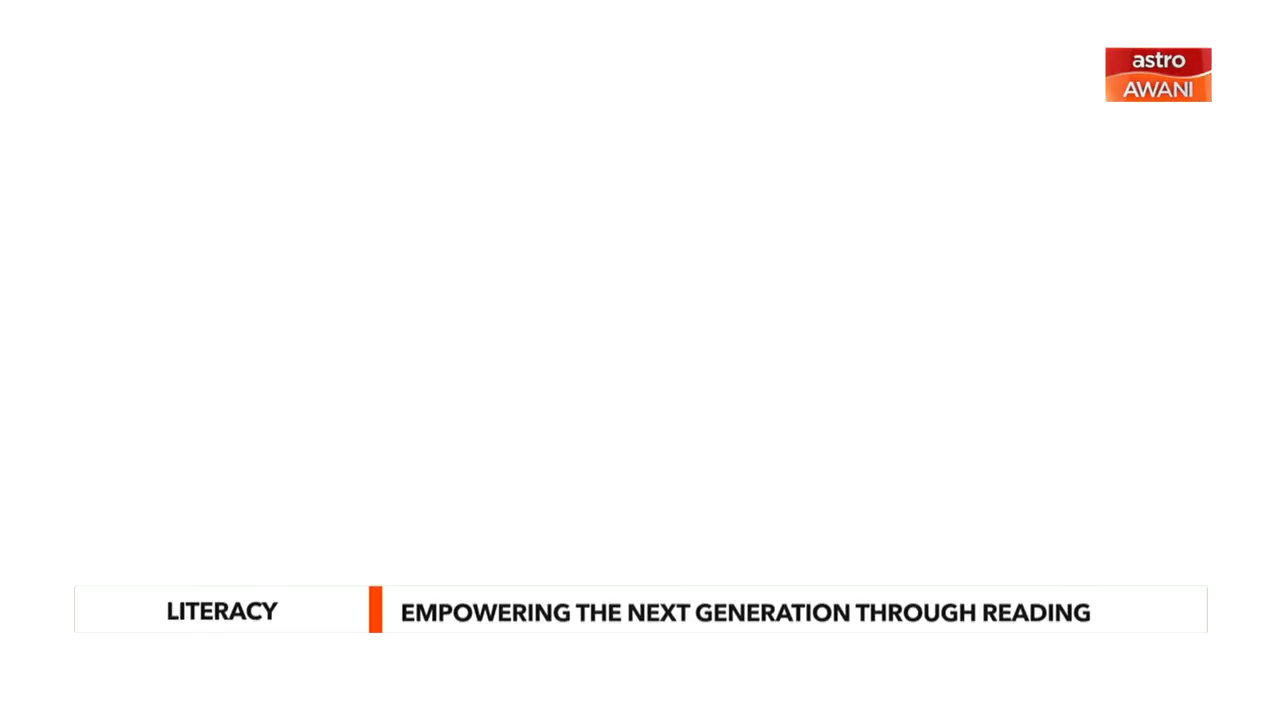 astro
AWANI
LITERACY
EMPOWERING THE NEXT GENERATION THROUGH READING